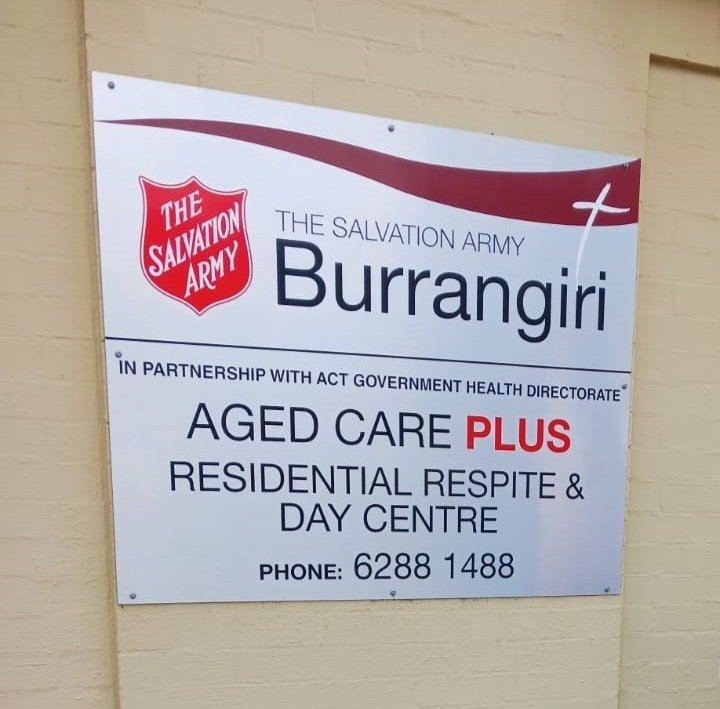 THE
SALVATION
ARMY
THE SALVATION ARMY
Burrangiri
IN PARTNERSHIP WITH ACT GOVERNMENT HEALTH DIRECTORATE
AGED CARE PLUS
RESIDENTIAL RESPITE &
DAY CENTRE
PHONE: 6288 1488